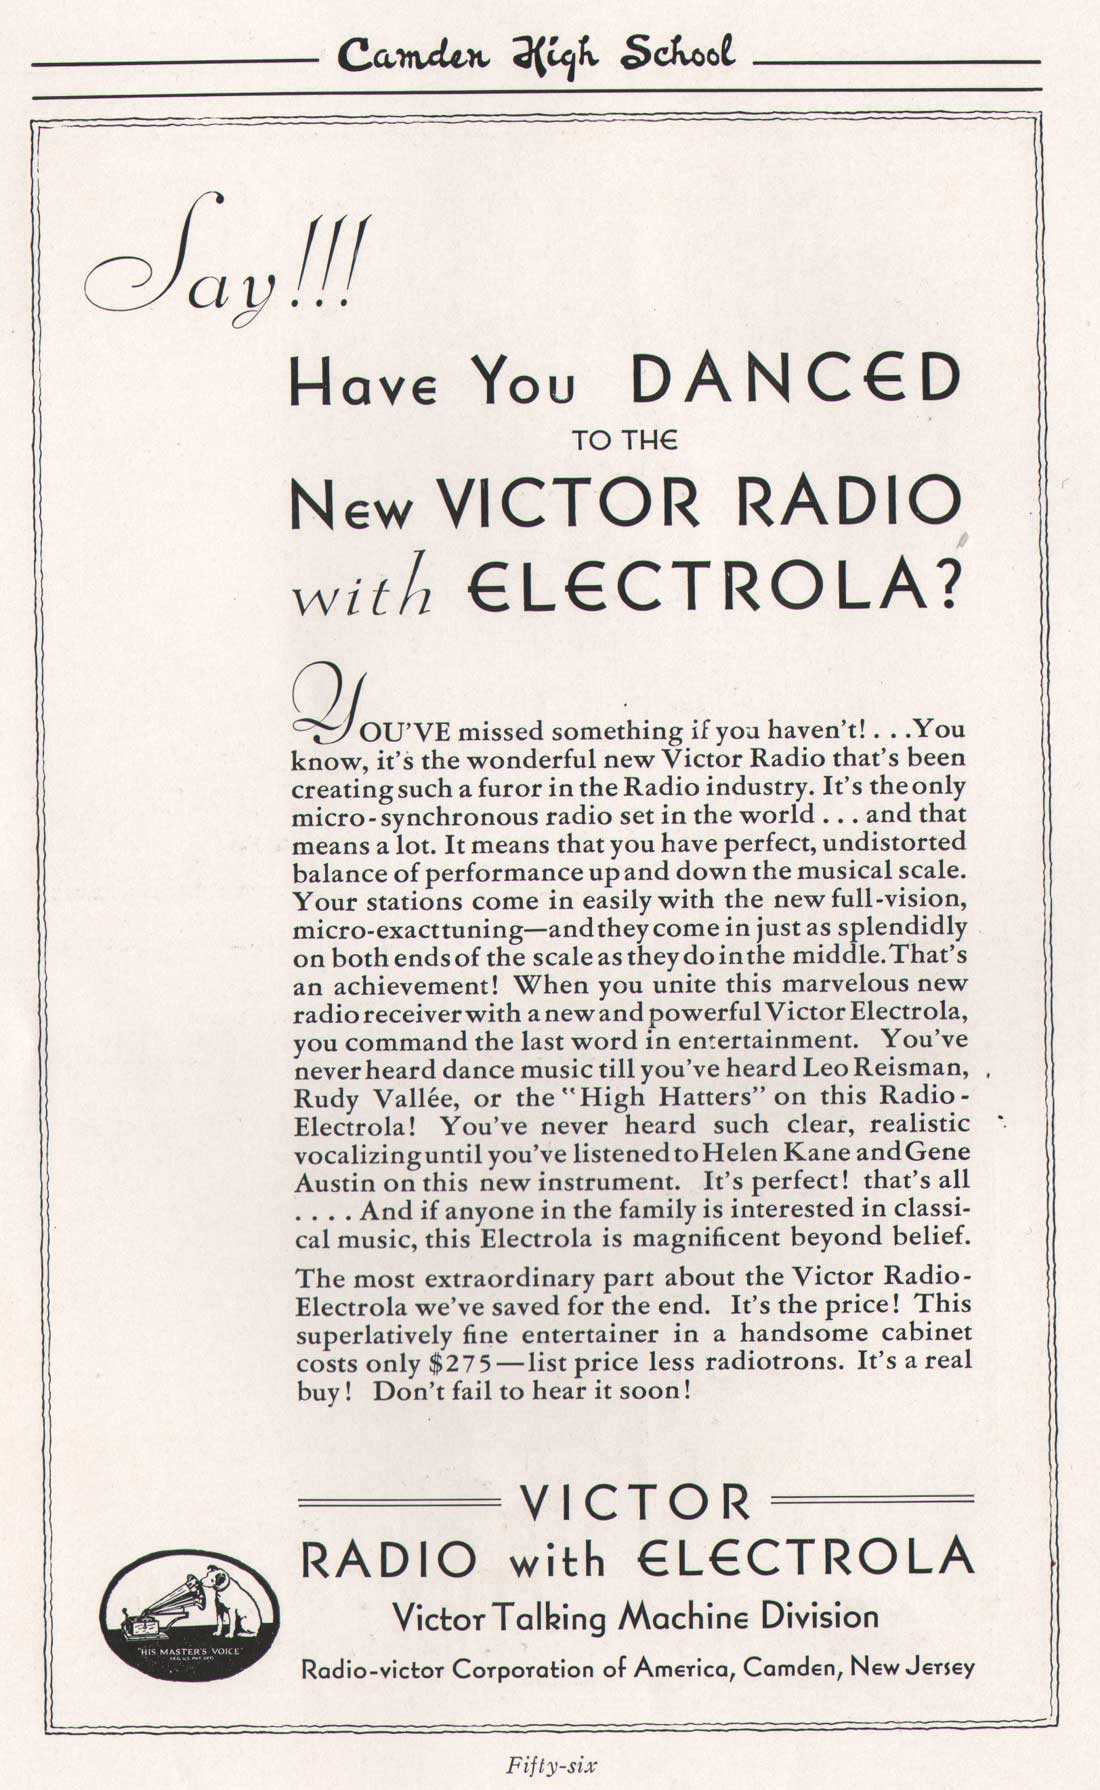 Camden High School
Say!!!
Have You DANCED
TO THE
New VICTOR RADIO
with ELECTROLA?
YOU'VE missed something if you haven't! . . .You
know, it's the wonderful new Victor Radio that's been
creating such a furor in the Radio industry. It's the only
micro-synchronous radio set in the world . . . and that
means a lot. It means that you have perfect, undistorted
balance of performance up and down the musical scale.
Your stations come in easily with the new full-vision,
micro-exact tuning—and they come in just as splendidly
on both ends of the scale as they do in the middle. That's
an achievement! When you unite this marvelous new
radio receiver with a new and powerful Victor Electrola,
you command the last word in entertainment. You've
never heard dance music till you've heard Leo Reisman,
Rudy Vallée, or the "High Hatters" on this Radio-
Electrola! You've never heard such clear, realistic
vocalizing until you've listened to Helen Kane and Gene
Austin on this new instrument. It's perfect! that's all
. . . . And if anyone in the family is interested in classi-
cal music, this Electrola is magnificent beyond belief.
The most extraordinary part about the Victor Radio-
Electrola we've saved for the end. It's the price! This
superlatively fine entertainer in a handsome cabinet
costs only $275—list price less radiotrons. It's a real
buy! Don't fail to hear it soon!
VICTOR
RADIO with ELECTROLA
Victor Talking Machine Division
Radio-victor Corporation of America, Camden, New Jersey
"HIS MASTER'S VOICE"
Fifty-six